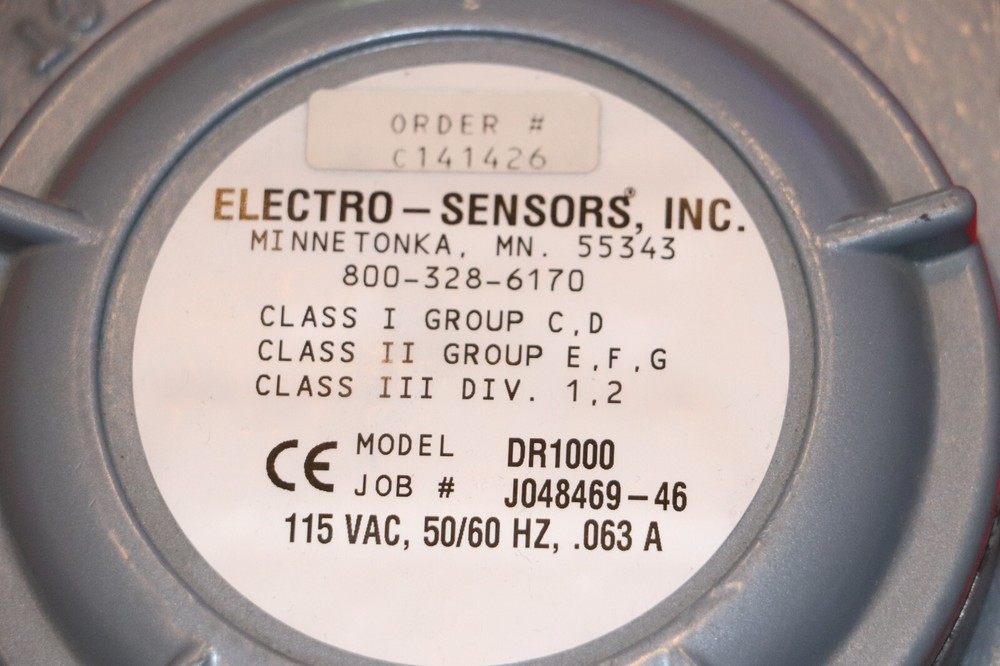 ORDER #
C141426
ELECTRO-SENSORS®, INC.
MINNETONKA, MN. 55343
800-328-6170
CLASS I GROUP C,D
CLASS II GROUP E,F,G
CLASS III DIV. 1,2
CE MODEL DR1000
JOB # J048469-46
115 VAC, 50/60 HZ, .063 A